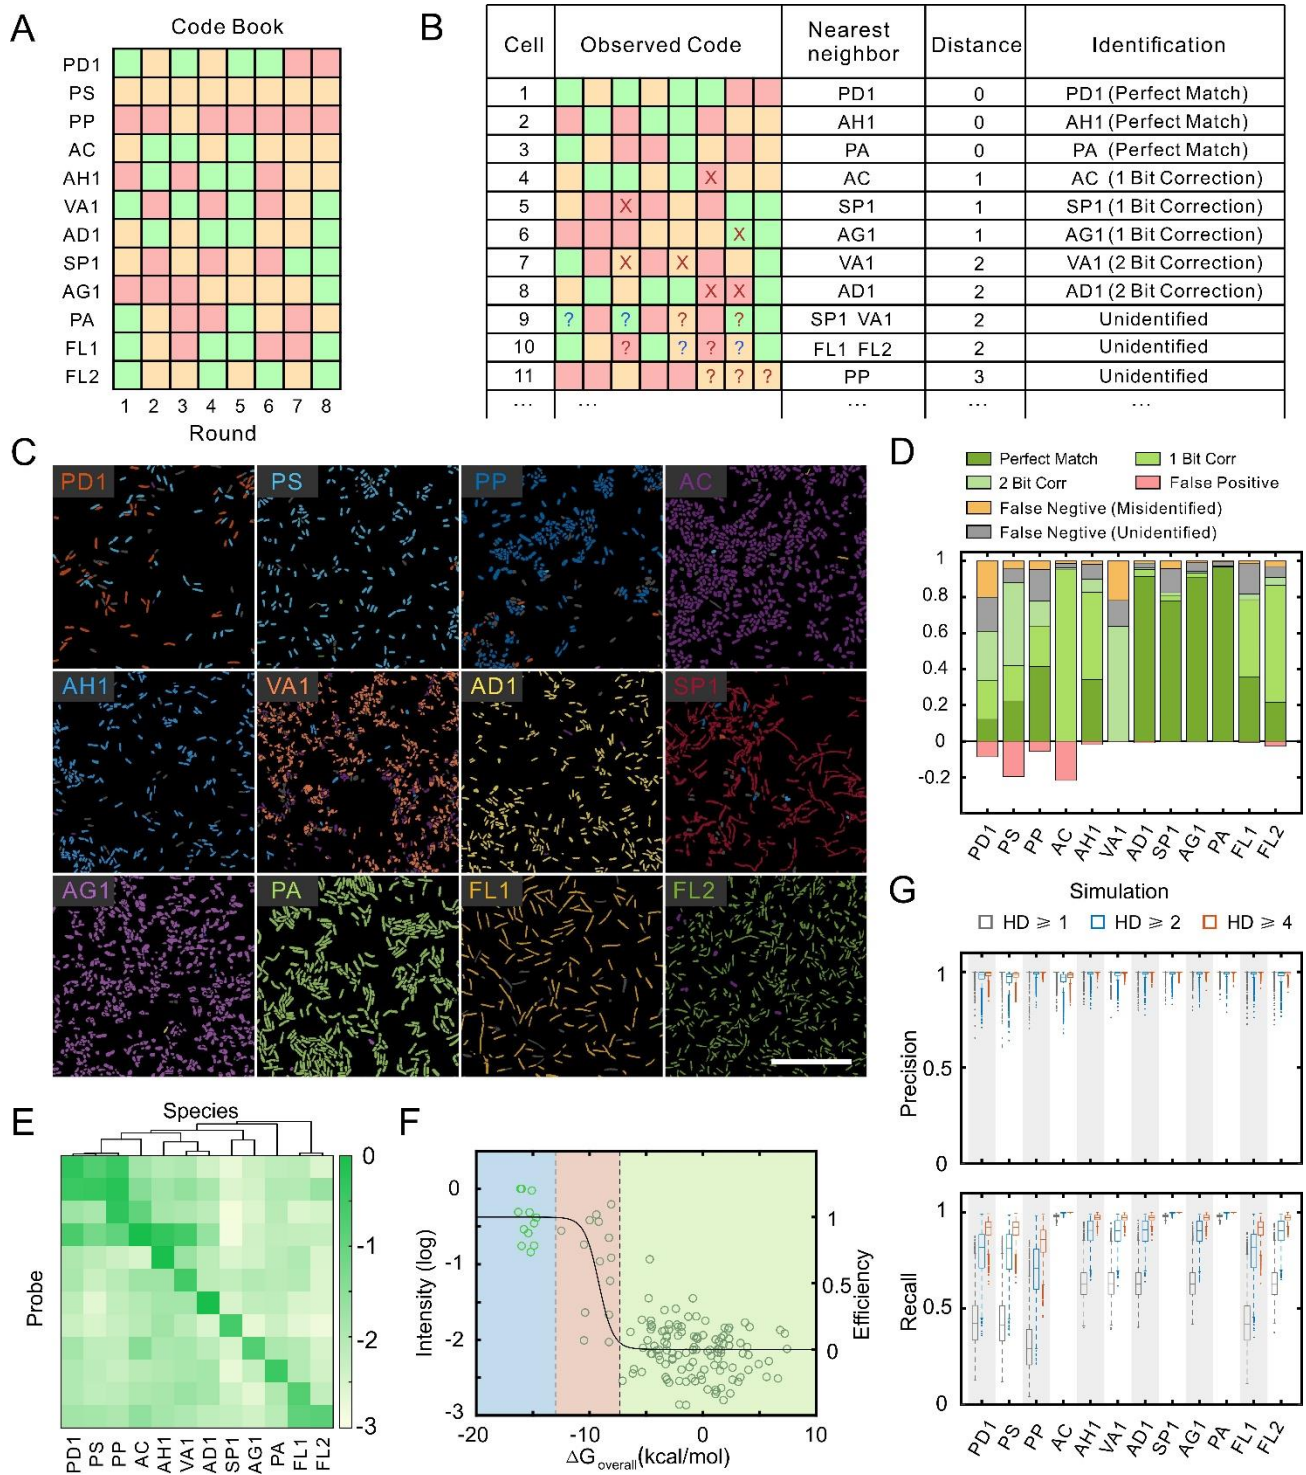 A
Code Book
PD1
PS
PP
AC
AH1
VA1
AD1
SP1
AG1
PA
FL1
FL2
1 2 3 4 5 6 7 8
Round
B
Cell Observed Code Nearest neighbor Distance Identification
1 PD1 0 PD1 (Perfect Match)
2 AH1 0 AH1 (Perfect Match)
3 PA 0 PA (Perfect Match)
4 X AC 1 AC (1 Bit Correction)
5 X SP1 1 SP1 (1 Bit Correction)
6 X AG1 1 AG1 (1 Bit Correction)
7 X X VA1 2 VA1 (2 Bit Correction)
8 X X AD1 2 AD1 (2 Bit Correction)
9 ? ? ? ? SP1 VA1 2 Unidentified
10 ? ? ? ? FL1 FL2 2 Unidentified
11 ? ? ? PP 3 Unidentified
... ... ... ... ...
C
PD1 PS PP AC
AH1 VA1 AD1 SP1
AG1 PA FL1 FL2
D
Perfect Match 1 Bit Corr
2 Bit Corr False Positive
False Negtive (Misidentified)
False Negtive (Unidentified)
1
0.8
0.6
0.4
0.2
0
-0.2
PD1 PS PP AC AH1 VA1 AD1 SP1 AG1 PA FL1 FL2
E
Species
Probe
0
-1
-2
-3
PD1 PS PP AC AH1 VA1 AD1 SP1 AG1 PA FL1 FL2
F
Intensity (log)
0
-1
-2
-3
Efficiency
1
0.5
0
-20 -10 0 10
ΔGoverall(kcal/mol)
G
Simulation
HD ⩾ 1 HD ⩾ 2 HD ⩾ 4
Precision
1
0.5
0
Recall
1
0.5
0
PD1 PS PP AC AH1 VA1 AD1 SP1 AG1 PA FL1 FL2